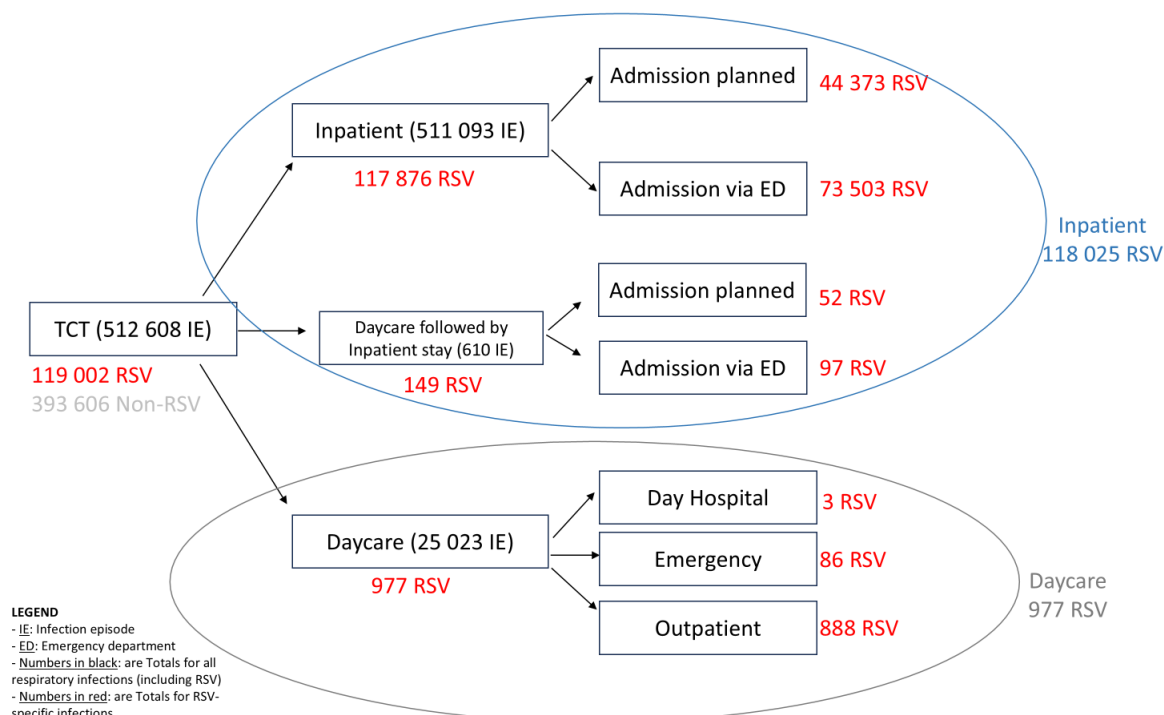 Admission planned
44 373 RSV
Inpatient (511 093 IE)
117 876 RSV
Admission via ED
73 503 RSV
Inpatient
118 025 RSV
Admission planned
52 RSV
TCT (512 608 IE)
119 002 RSV
393 606 Non-RSV
Daycare followed by
Inpatient stay (610 IE)
149 RSV
Admission via ED
97 RSV
Day Hospital
3 RSV
Daycare (25 023 IE)
977 RSV
Emergency
86 RSV
Outpatient
888 RSV
Daycare
977 RSV
LEGEND
- IE: Infection episode
- ED: Emergency department
- Numbers in black: are Totals for all
respiratory infections (including RSV)
- Numbers in red: are Totals for RSV-
specific infections